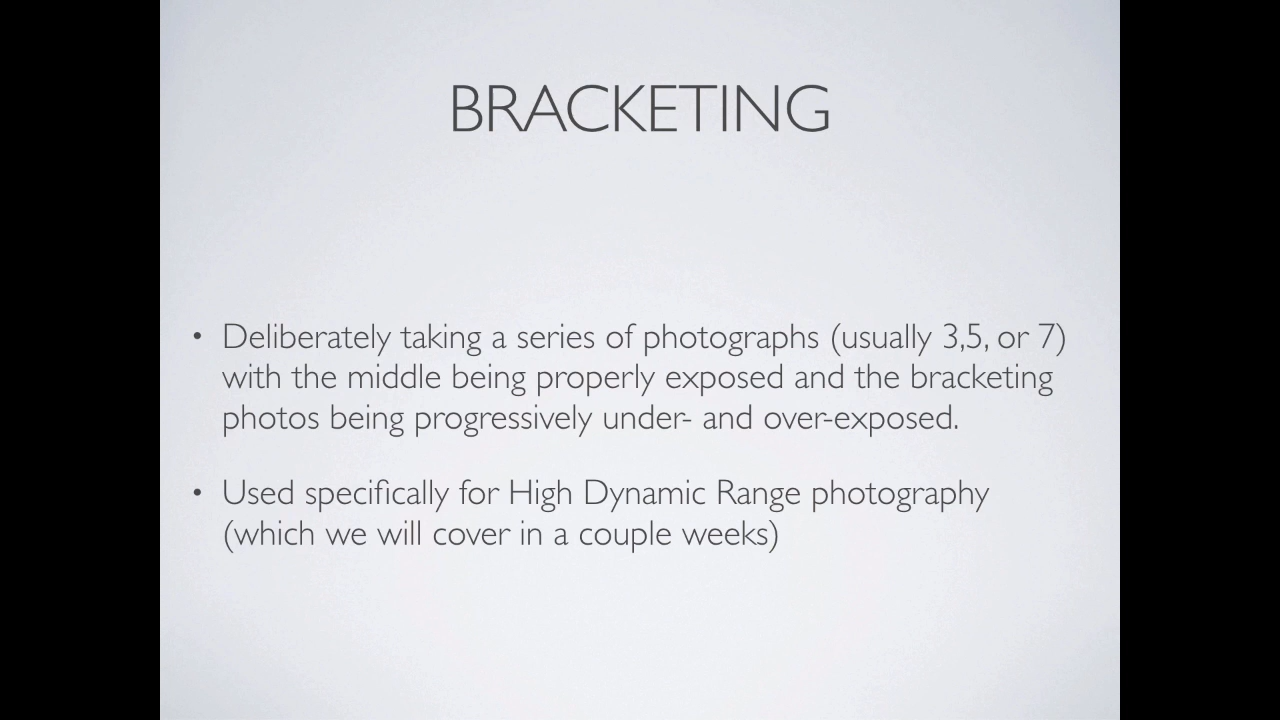 BRACKETING
• Deliberately taking a series of photographs (usually 3,5, or 7)
with the middle being properly exposed and the bracketing
photos being progressively under- and over-exposed.
• Used specifically for High Dynamic Range photography
(which we will cover in a couple weeks)